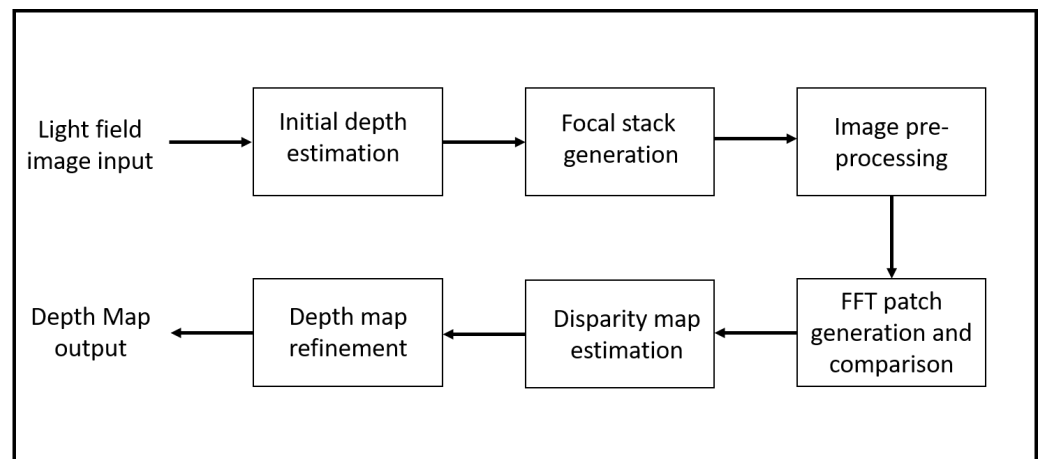 Light field
image input
Initial depth
estimation
Focal stack
generation
Image pre-
processing
FFT patch
generation and
comparison
Disparity map
estimation
Depth map
refinement
Depth Map
output